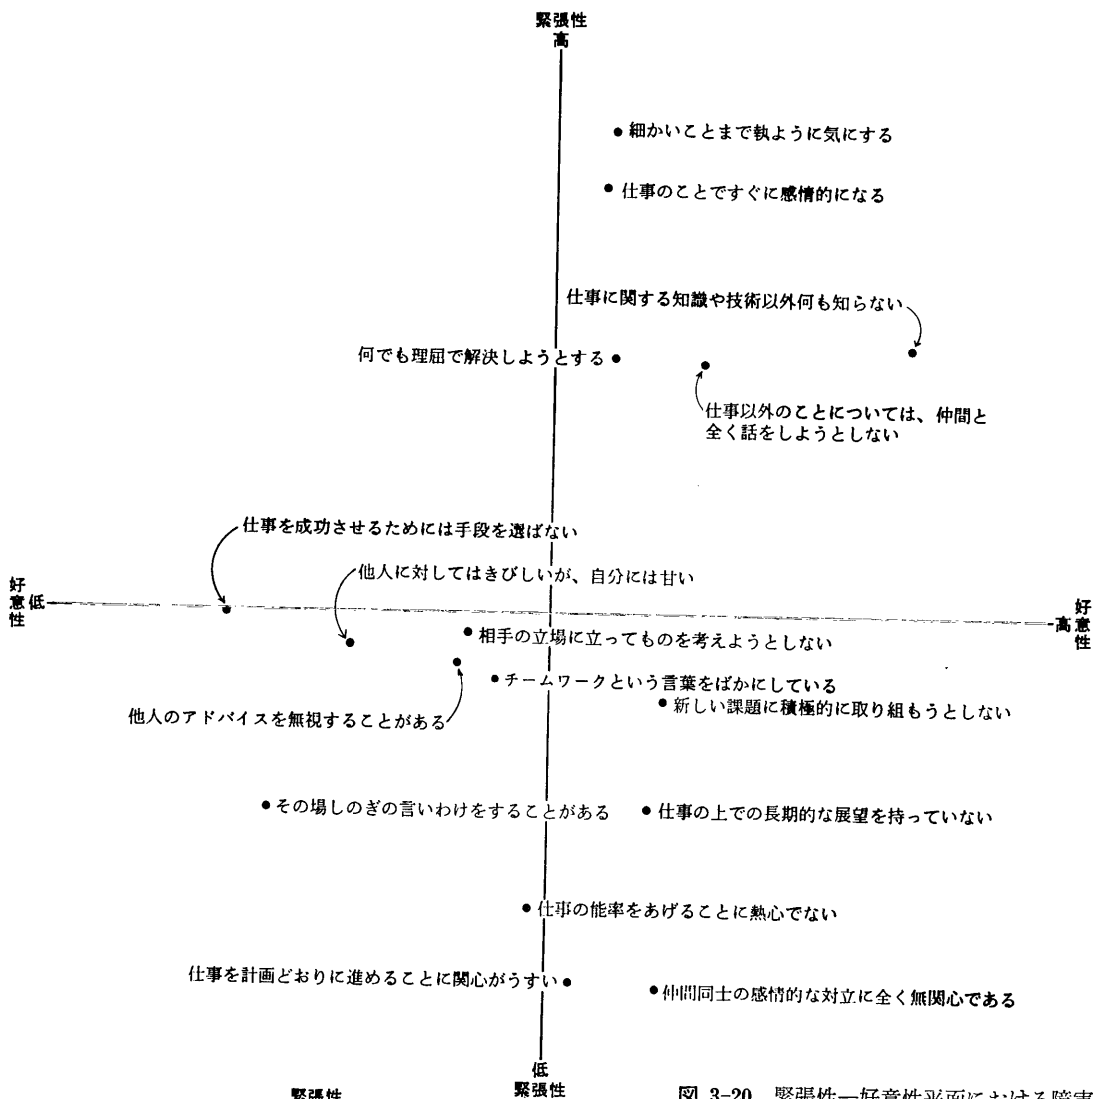 緊張性
高
細かいことまで執ように気にする
仕事のことですぐに感情的になる
仕事に関する知識や技術以外何も知らない
何でも理屈で解決しようとする
仕事以外のことについては、仲間と
全く話をしようとしない
仕事を成功させるためには手段を選ばない
他人に対してはきびしいが、自分には甘い
好意性
低
高
好意性
相手の立場に立ってものを考えようとしない
チームワークという言葉をばかにしている
新しい課題に積極的に取り組もうとしない
他人のアドバイスを無視することがある
その場しのぎの言いわけをすることがある
仕事の上での長期的な展望を持っていない
仕事の能率をあげることに熱心でない
仕事を計画どおりに進めることに関心がうすい
仲間同士の感情的な対立に全く無関心である
低
緊張性
緊張性
図 3-20 緊張性—好意性平面における障害